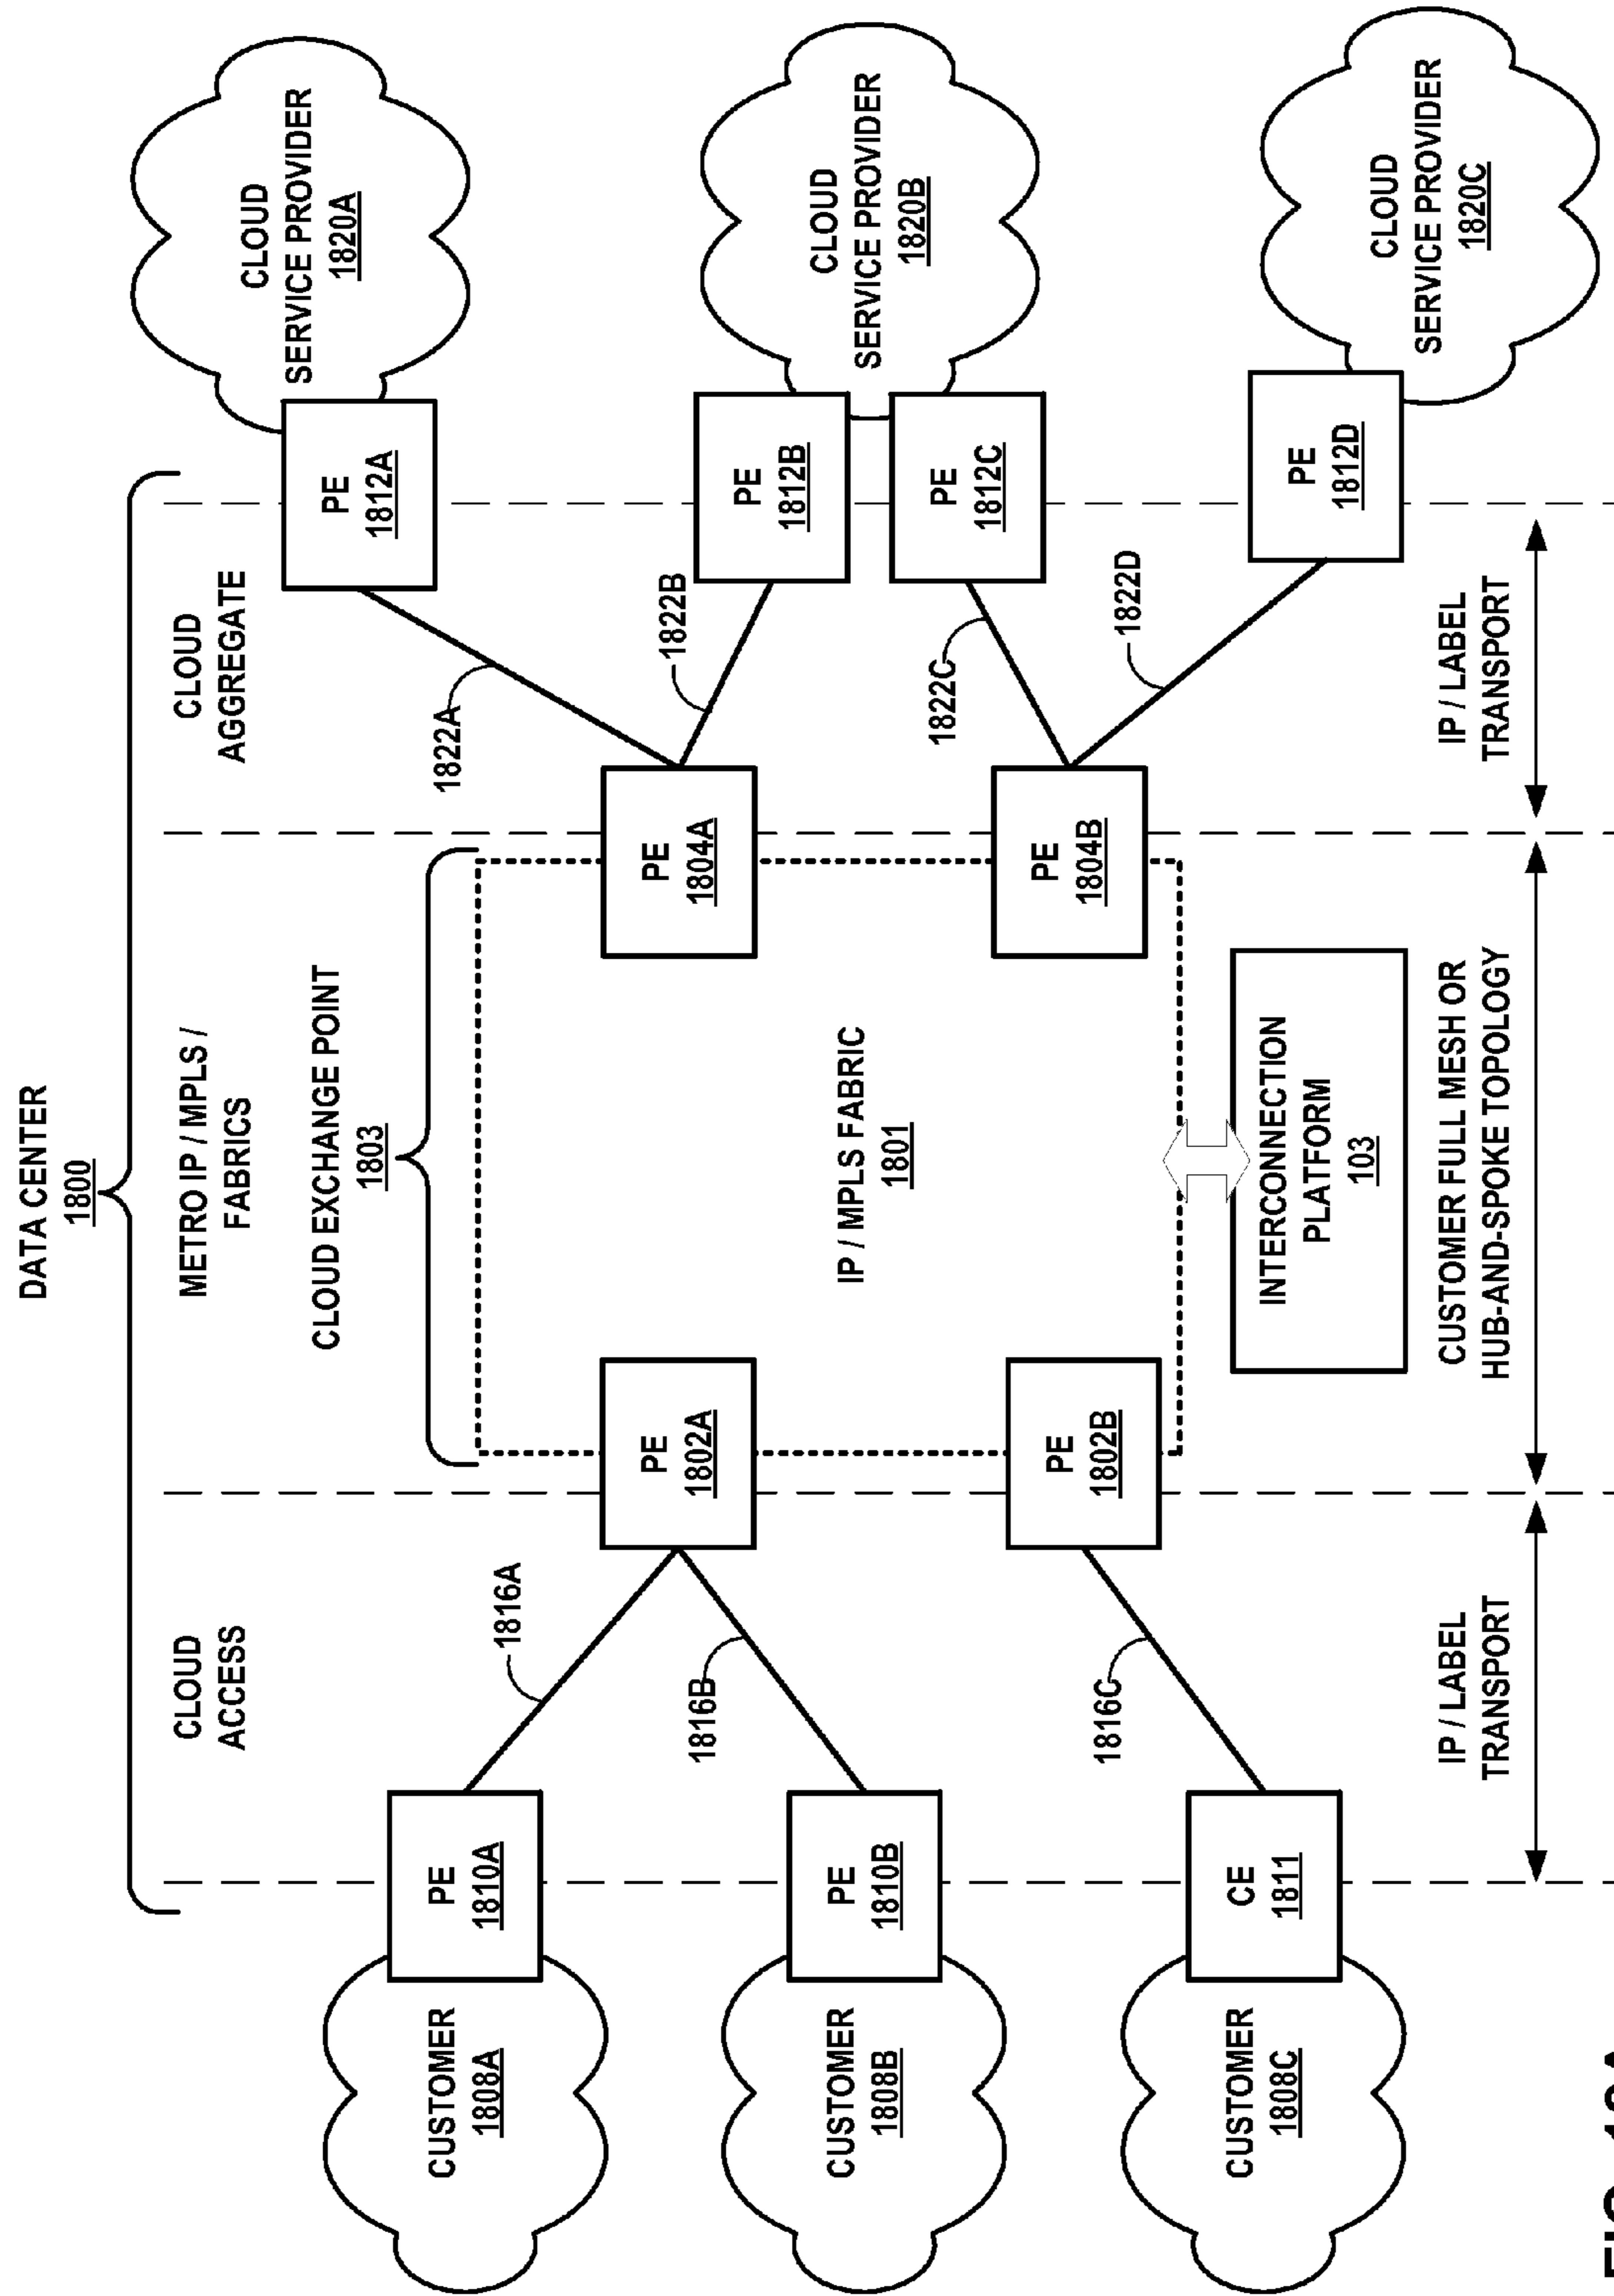 DATA CENTER
1800
CLOUD
ACCESS
METRO IP / MPLS /
FABRICS
CLOUD
AGGREGATE
CLOUD EXCHANGE POINT
1803
CUSTOMER
1808A
PE
1810A
1816A
CUSTOMER
1808B
PE
1810B
1816B
CUSTOMER
1808C
CE
1811
1816C
PE
1802A
PE
1802B
IP / MPLS FABRIC
1801
PE
1804A
PE
1804B
INTERCONNECTION
PLATFORM
103
1822A
1822B
1822C
1822D
PE
1812A
PE
1812B
PE
1812C
PE
1812D
CLOUD
SERVICE PROVIDER
1820A
CLOUD
SERVICE PROVIDER
1820B
CLOUD
SERVICE PROVIDER
1820C
IP / LABEL
TRANSPORT
CUSTOMER FULL MESH OR
HUB-AND-SPOKE TOPOLOGY
IP / LABEL
TRANSPORT